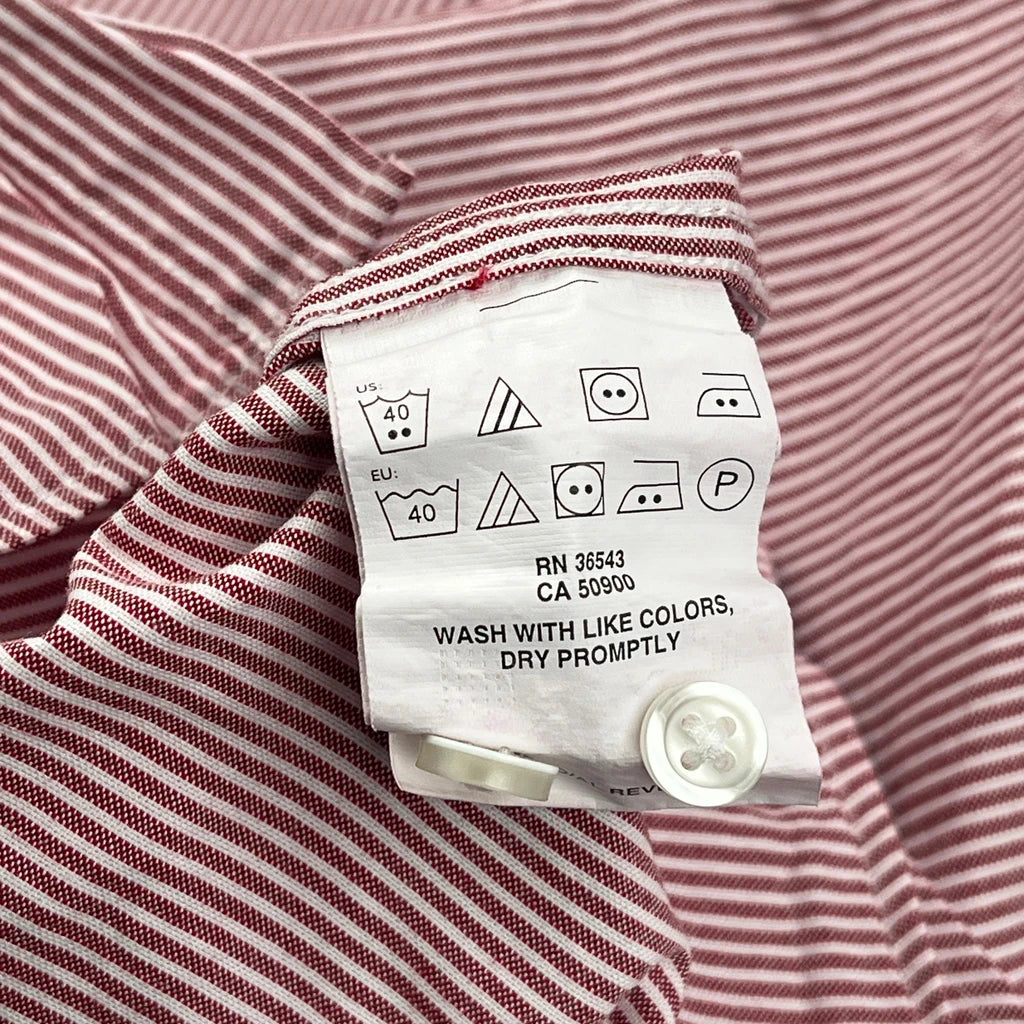 US:
40
EU:
40 P
RN 36543
CA 50900
WASH WITH LIKE COLORS,
DRY PROMPTLY